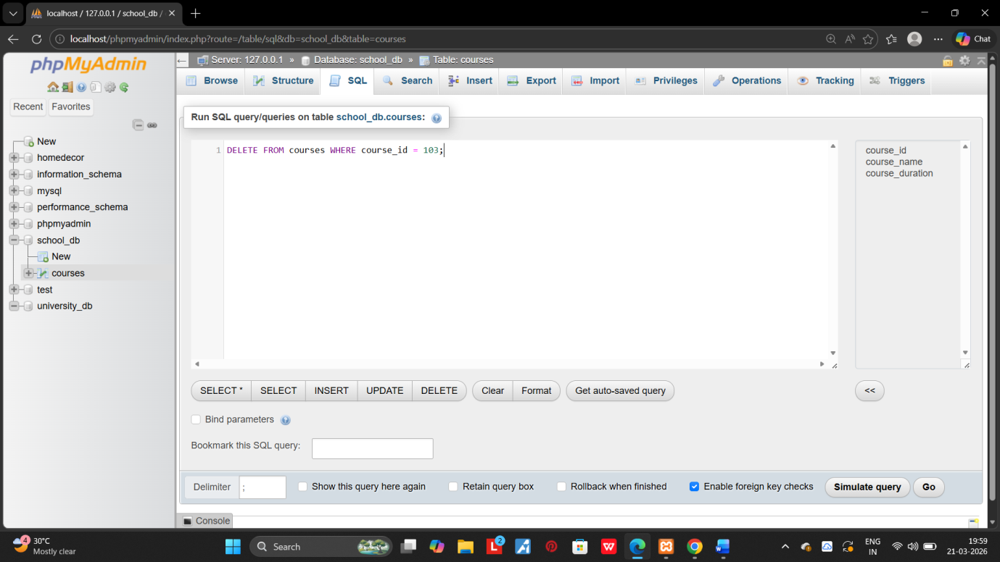 localhost / 127.0.0.1 / school_db /
localhost/phpmyadmin/index.php?route=/table/sql&db=school_db&table=courses
Chat
phpMyAdmin
Recent
Favorites
New
homedecor
information_schema
mysql
performance_schema
phpmyadmin
school_db
New
courses
test
university_db
Server: 127.0.0.1 » Database: school_db » Table: courses
Browse Structure SQL Search Insert Export Import Privileges Operations Tracking Triggers
Run SQL query/queries on table school_db.courses:
1 DELETE FROM courses WHERE course_id = 103;
course_id
course_name
course_duration
SELECT * SELECT INSERT UPDATE DELETE Clear Format Get auto-saved query <<
Bind parameters
Bookmark this SQL query:
Delimiter ; Show this query here again Retain query box Rollback when finished Enable foreign key checks Simulate query Go
Console
4
30°C
Mostly clear
Search
L
2
W
W
ENG
IN
19:59
21-03-2026